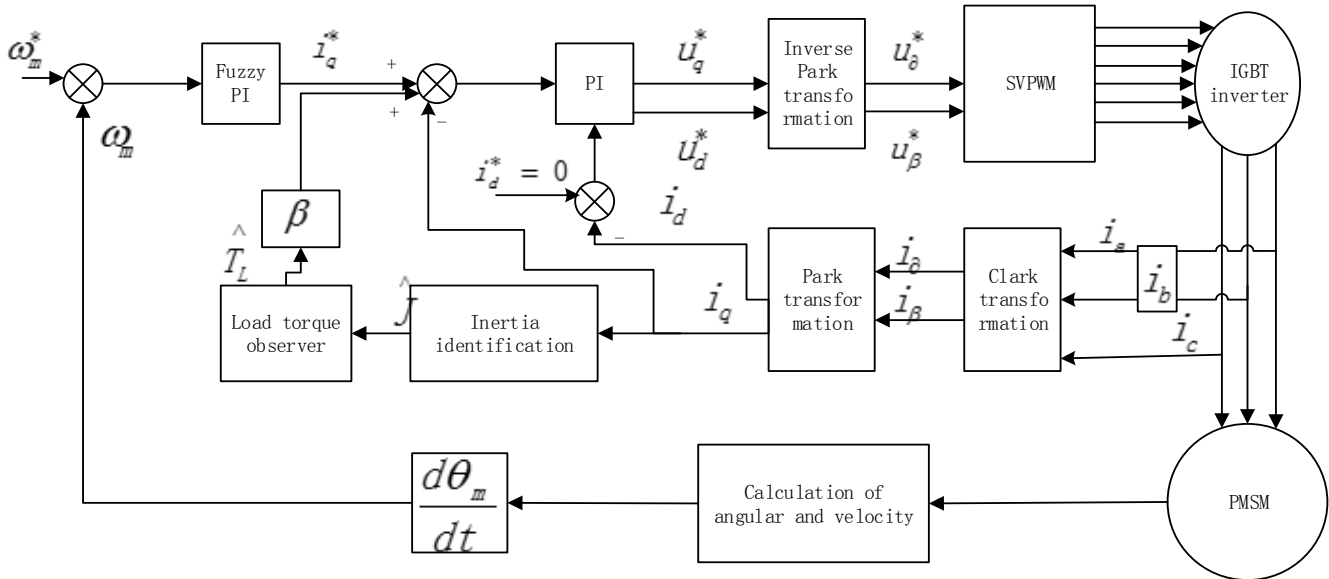 ω*m
Fuzzy
PI
i*q
+
+
−
PI
u*q
u*d
Inverse
Park
transfo
rmation
u*∂
u*β
SVPWM
IGBT
inverter
ωm
i*d = 0
id
−
β
T̂L
Load torque
observer
Ĵ
Inertia
identification
iq
Park
transfor
mation
i∂
iβ
Clark
transfo
rmation
ia
ib
ic
dθm
dt
Calculation of
angular and velocity
PMSM